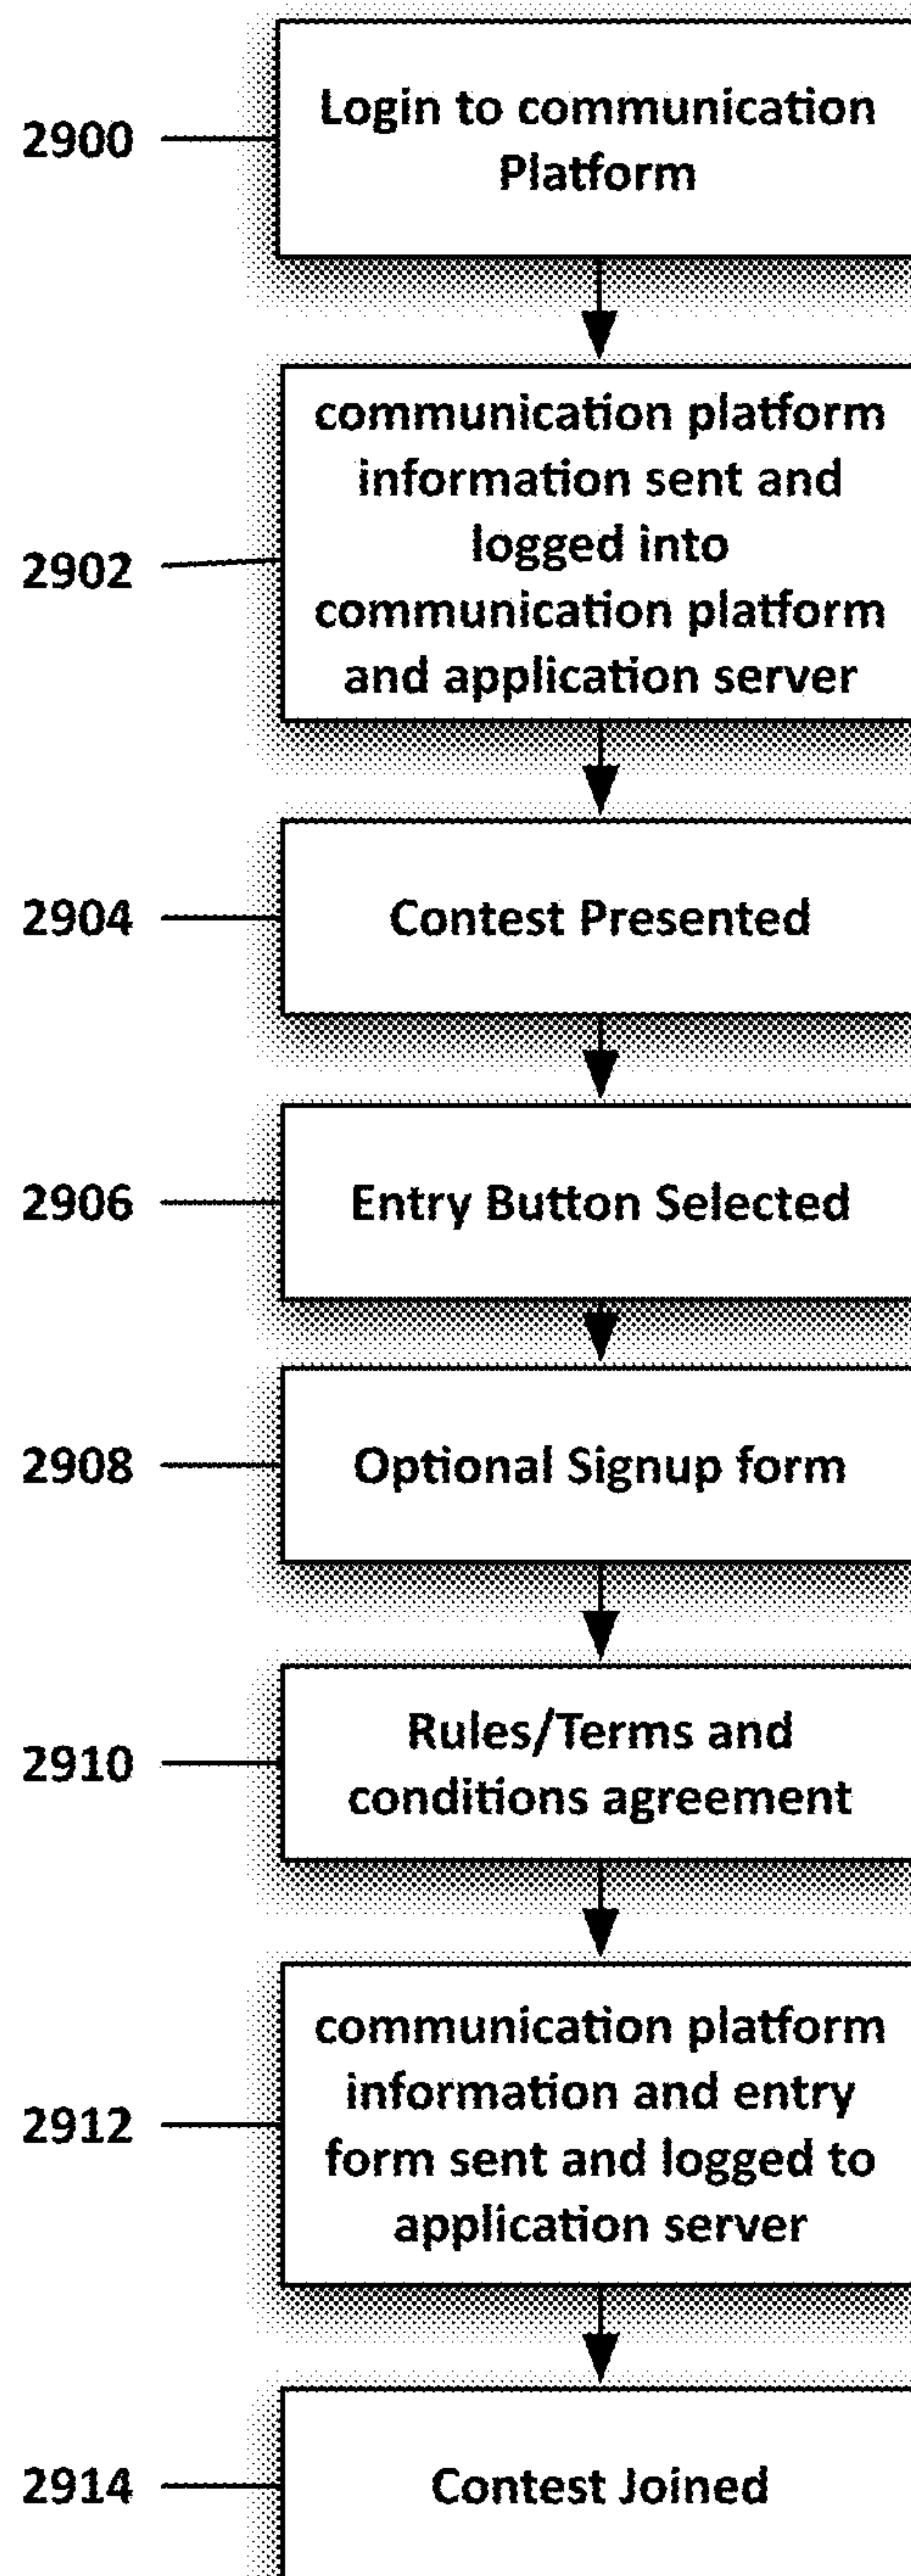 2900
Login to communication
Platform
2902
communication platform
information sent and
logged into
communication platform
and application server
2904
Contest Presented
2906
Entry Button Selected
2908
Optional Signup form
2910
Rules/Terms and
conditions agreement
2912
communication platform
information and entry
form sent and logged to
application server
2914
Contest Joined